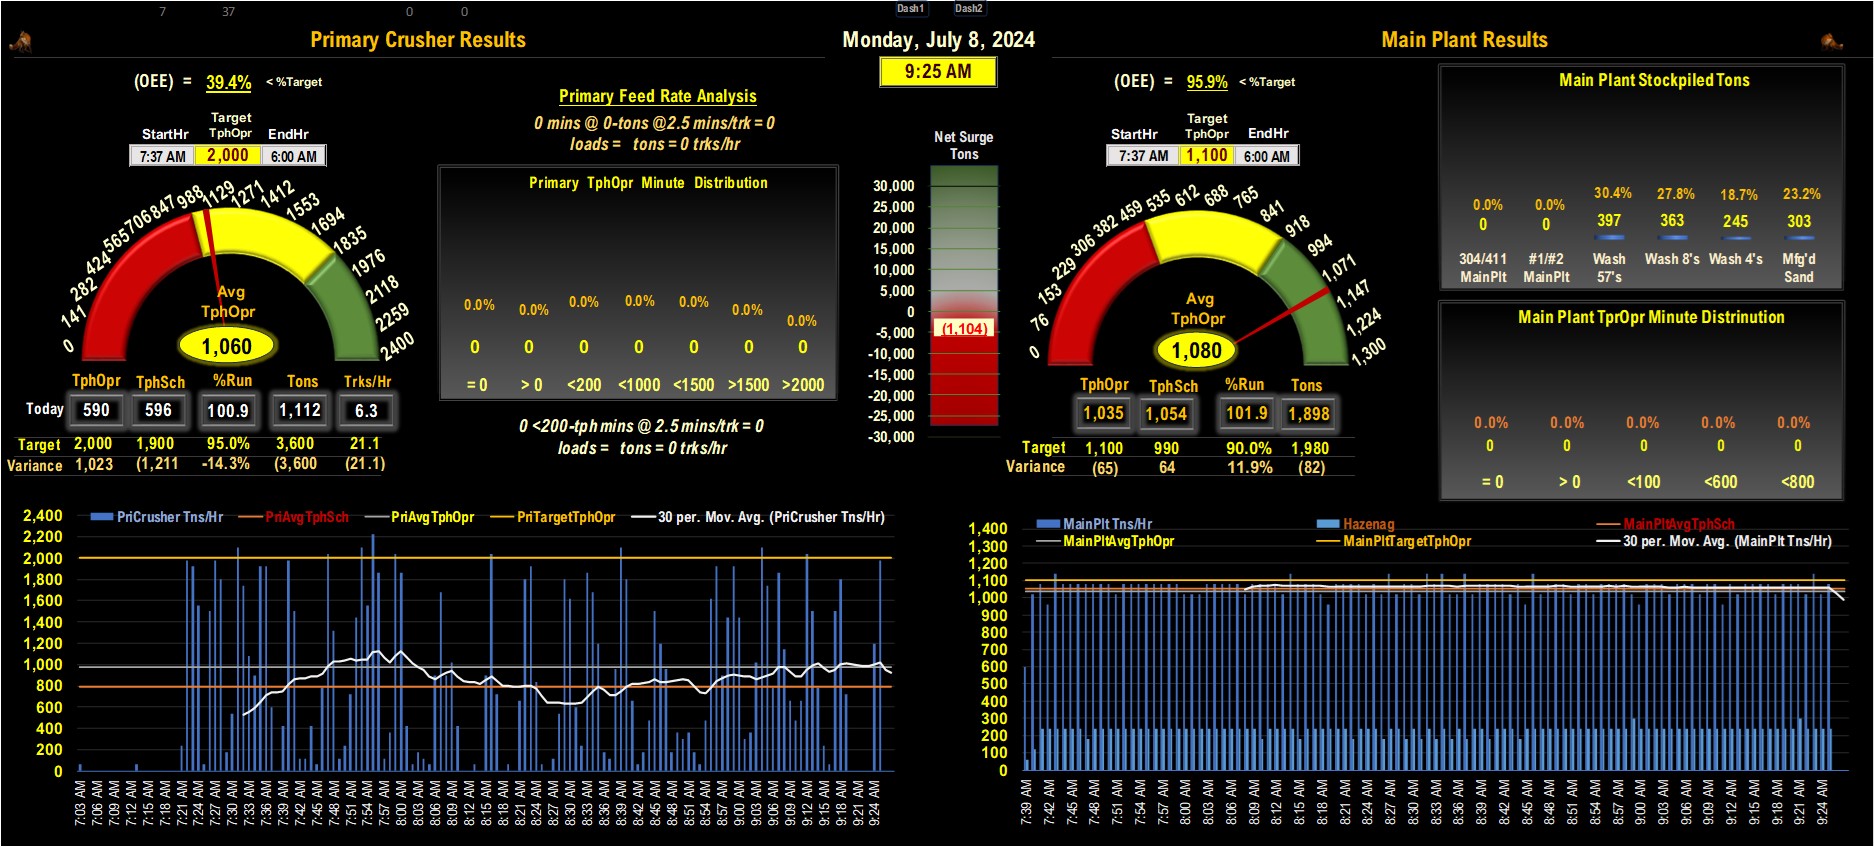 7 37 0 0 Dash1 Dash2
Primary Crusher Results
Monday, July 8, 2024
Main Plant Results
9:25 AM
(OEE) = 39.4% < %Target
Target
StartHr TphOpr EndHr
7:37 AM 2,000 6:00 AM
0 141 282 424 565 706 847 988 1129 1271 1412 1553 1694 1835 1976 2118 2259 2400
Avg
TphOpr
1,060
TphOpr TphSch %Run Tons Trks/Hr
Today 590 596 100.9 1,112 6.3
Target 2,000 1,900 95.0% 3,600 21.1
Variance 1,023 (1,211 -14.3% (3,600 (21.1)
Primary Feed Rate Analysis
0 mins @ 0-tons @2.5 mins/trk = 0
loads = tons = 0 trks/hr
Primary TphOpr Minute Distribution
0.0% 0.0% 0.0% 0.0% 0.0% 0.0% 0.0%
0 0 0 0 0 0 0
= 0 > 0 <200 <1000 <1500 >1500 >2000
0 <200-tph mins @ 2.5 mins/trk = 0
loads = tons = 0 trks/hr
Net Surge
Tons
30,000
25,000
20,000
15,000
10,000
5,000
0
-5,000
-10,000
-15,000
-20,000
-25,000
-30,000
(1,104)
(OEE) = 95.9% < %Target
Target
StartHr TphOpr EndHr
7:37 AM 1,100 6:00 AM
0 76 153 229 306 382 459 535 612 688 765 841 918 994 1,071 1,147 1,224 1,300
Avg
TphOpr
1,080
TphOpr TphSch %Run Tons
1,035 1,054 101.9 1,898
Target 1,100 990 90.0% 1,980
Variance (65) 64 11.9% (82)
Main Plant Stockpiled Tons
0.0% 0.0% 30.4% 27.8% 18.7% 23.2%
0 0 397 363 245 303
304/411 #1/#2 Wash Wash 8's Wash 4's Mfg'd
MainPlt MainPlt 57's Sand
Main Plant TprOpr Minute Distrinution
0.0% 0.0% 0.0% 0.0% 0.0%
0 0 0 0 0
= 0 > 0 <100 <600 <800
PriCrusher Tns/Hr PriAvgTphSch PriAvgTphOpr PriTargetTphOpr 30 per. Mov. Avg. (PriCrusher Tns/Hr)
2,400
2,200
2,000
1,800
1,600
1,400
1,200
1,000
800
600
400
200
0
7:03 AM 7:06 AM 7:09 AM 7:12 AM 7:15 AM 7:18 AM 7:21 AM 7:24 AM 7:27 AM 7:30 AM 7:33 AM 7:36 AM 7:39 AM 7:42 AM 7:45 AM 7:48 AM 7:51 AM 7:54 AM 7:57 AM 8:00 AM 8:03 AM 8:06 AM 8:09 AM 8:12 AM 8:15 AM 8:18 AM 8:21 AM 8:24 AM 8:27 AM 8:30 AM 8:33 AM 8:36 AM 8:39 AM 8:42 AM 8:45 AM 8:48 AM 8:51 AM 8:54 AM 8:57 AM 9:00 AM 9:03 AM 9:06 AM 9:09 AM 9:12 AM 9:15 AM 9:18 AM 9:21 AM 9:24 AM
MainPlt Tns/Hr Hazenag MainPltAvgTphSch
MainPltAvgTphOpr MainPltTargetTphOpr 30 per. Mov. Avg. (MainPlt Tns/Hr)
1,400
1,300
1,200
1,100
1,000
900
800
700
600
500
400
300
200
100
0
7:39 AM 7:42 AM 7:45 AM 7:48 AM 7:51 AM 7:54 AM 7:57 AM 8:00 AM 8:03 AM 8:06 AM 8:09 AM 8:12 AM 8:15 AM 8:18 AM 8:21 AM 8:24 AM 8:27 AM 8:30 AM 8:33 AM 8:36 AM 8:39 AM 8:42 AM 8:45 AM 8:48 AM 8:51 AM 8:54 AM 8:57 AM 9:00 AM 9:03 AM 9:06 AM 9:09 AM 9:12 AM 9:15 AM 9:18 AM 9:21 AM 9:24 AM